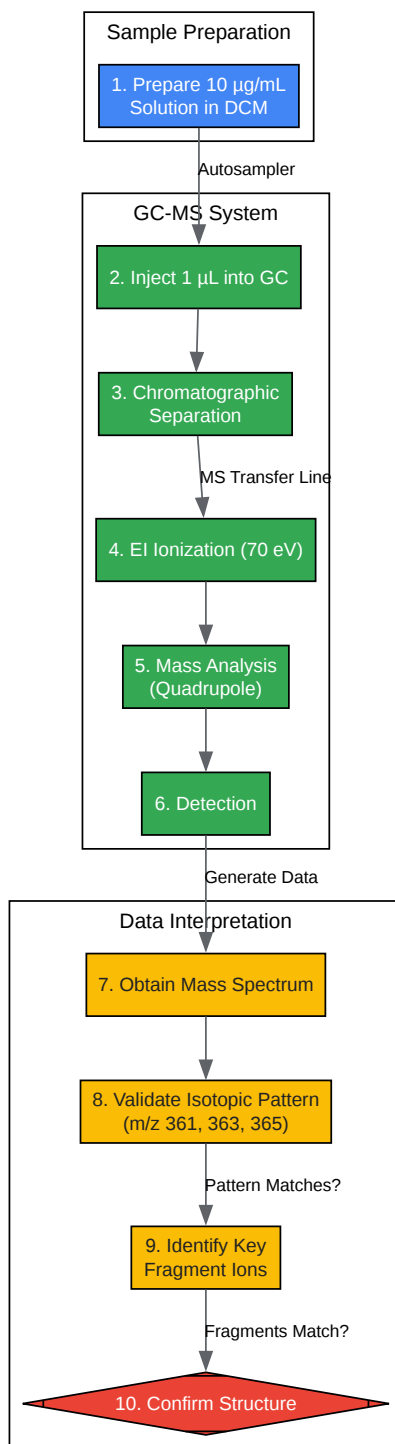 Sample Preparation
1. Prepare 10 µg/mL
Solution in DCM
Autosampler
GC-MS System
2. Inject 1 µL into GC
3. Chromatographic
Separation
MS Transfer Line
4. EI Ionization (70 eV)
5. Mass Analysis
(Quadrupole)
6. Detection
Generate Data
Data Interpretation
7. Obtain Mass Spectrum
8. Validate Isotopic Pattern
(m/z 361, 363, 365)
Pattern Matches?
9. Identify Key
Fragment Ions
Fragments Match?
10. Confirm Structure